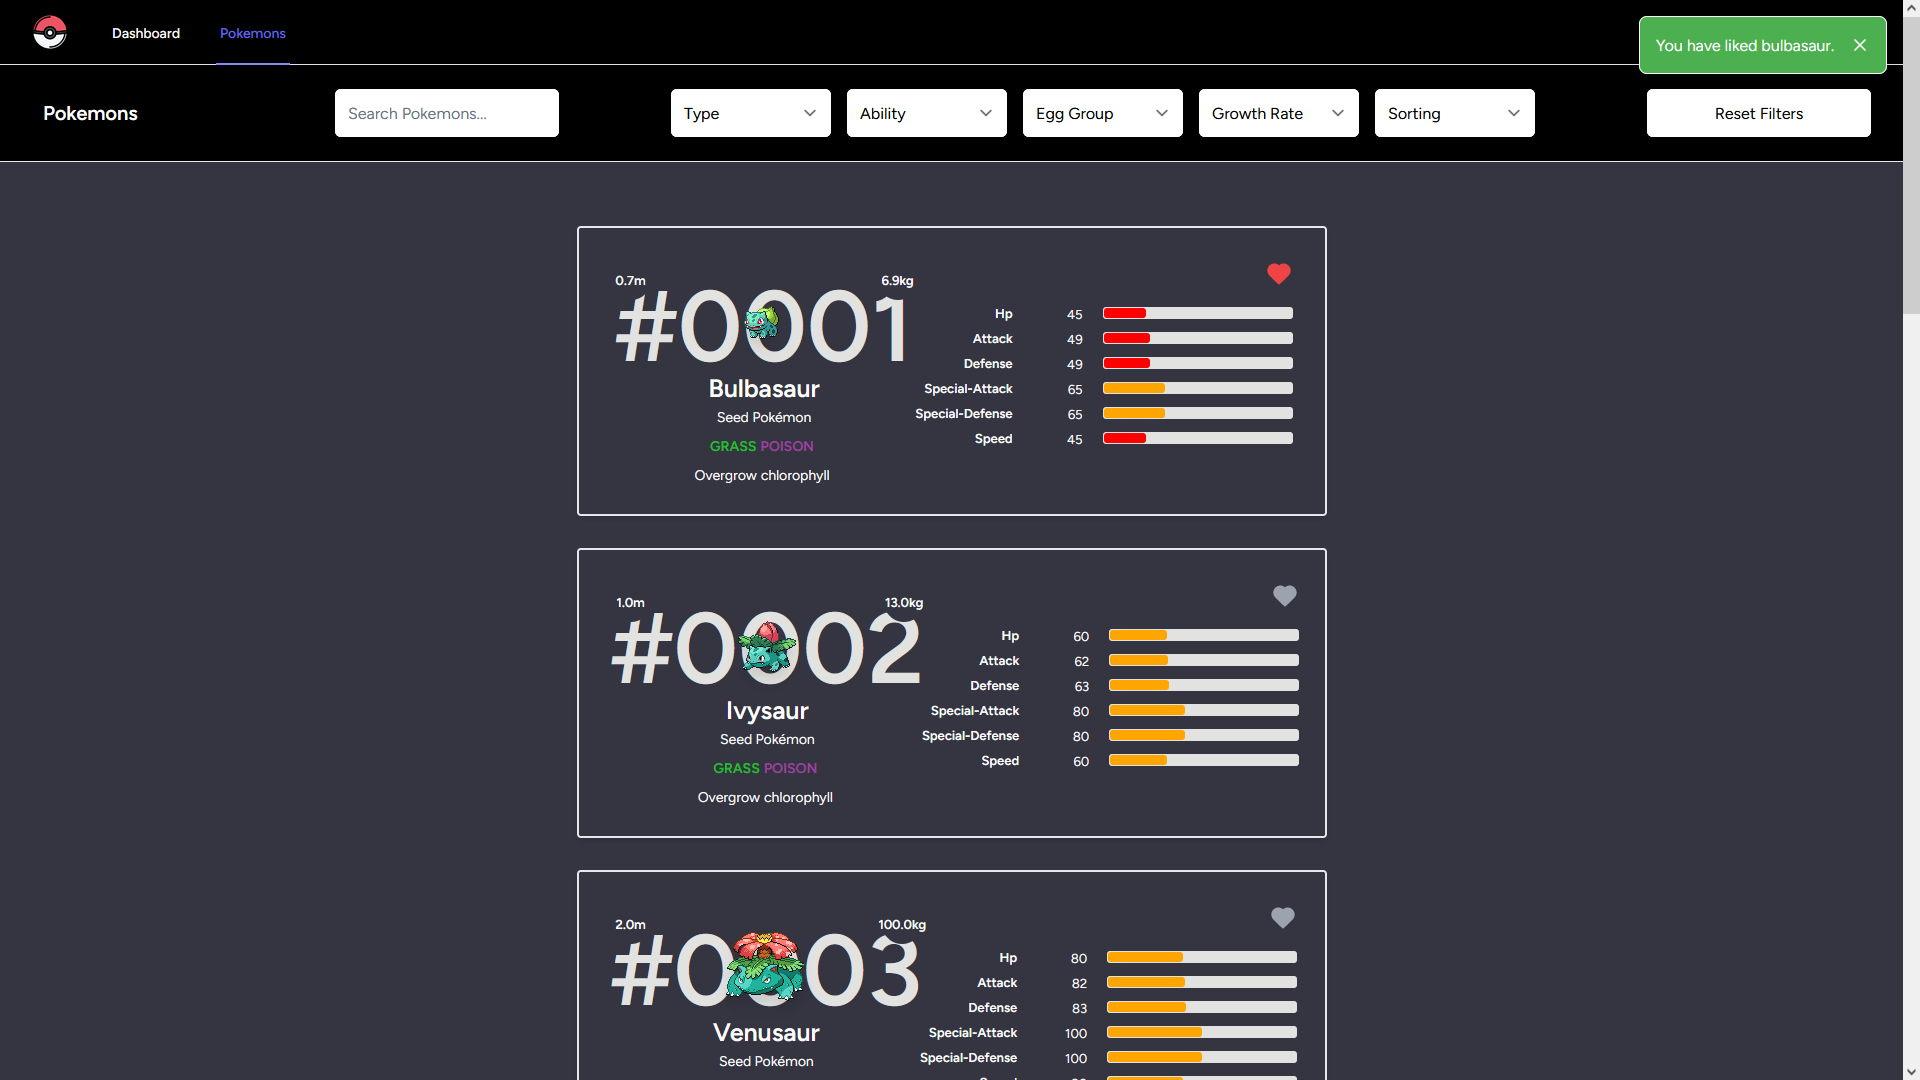 Dashboard
Pokemons
You have liked bulbasaur.
Pokemons
Search Pokemons...
Type
Ability
Egg Group
Growth Rate
Sorting
Reset Filters
0.7m
6.9kg
#0001
Bulbasaur
Seed Pokémon
GRASS POISON
Overgrow chlorophyll
Hp 45
Attack 49
Defense 49
Special-Attack 65
Special-Defense 65
Speed 45
1.0m
13.0kg
#0002
Ivysaur
Seed Pokémon
GRASS POISON
Overgrow chlorophyll
Hp 60
Attack 62
Defense 63
Special-Attack 80
Special-Defense 80
Speed 60
2.0m
100.0kg
#0003
Venusaur
Seed Pokémon
Hp 80
Attack 82
Defense 83
Special-Attack 100
Special-Defense 100